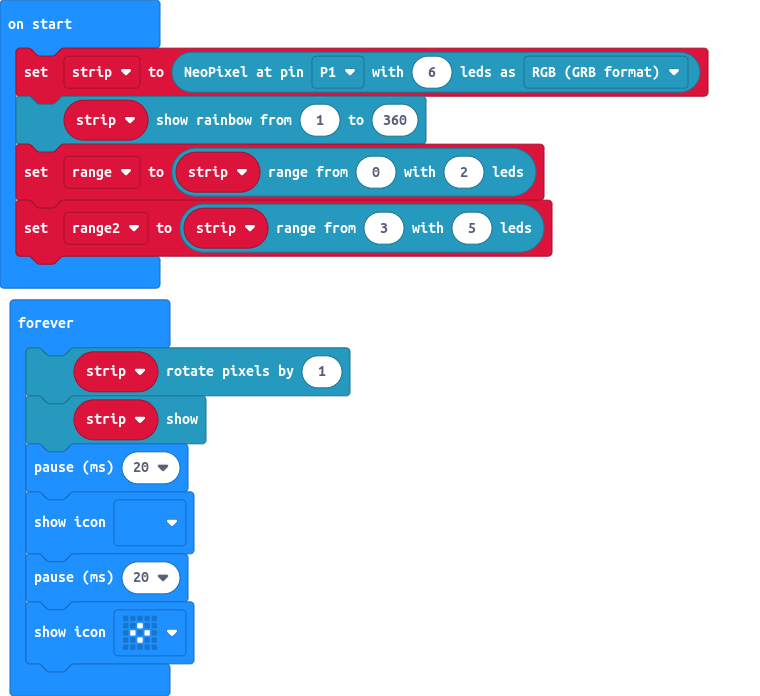 on start
set strip to NeoPixel at pin P1 with 6 leds as RGB (GRB format)
strip show rainbow from 1 to 360
set range to strip range from 0 with 2 leds
set range2 to strip range from 3 with 5 leds
forever
strip rotate pixels by 1
strip show
pause (ms) 20
show icon
pause (ms) 20
show icon